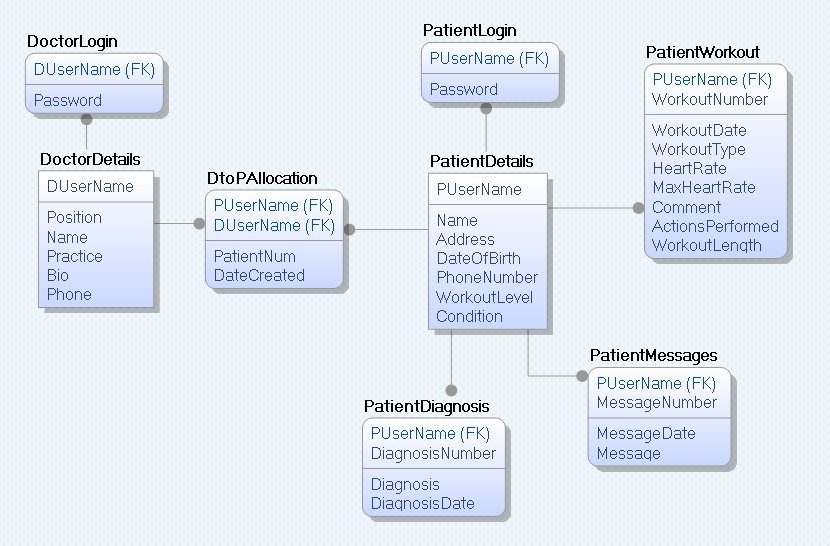 DoctorLogin
DUserName (FK)
Password
DoctorDetails
DUserName
Position
Name
Practice
Bio
Phone
DtoPAllocation
PUserName (FK)
DUserName (FK)
PatientNum
DateCreated
PatientLogin
PUserName (FK)
Password
PatientDetails
PUserName
Name
Address
DateOfBirth
PhoneNumber
WorkoutLevel
Condition
PatientWorkout
PUserName (FK)
WorkoutNumber
WorkoutDate
WorkoutType
HeartRate
MaxHeartRate
Comment
ActionsPerformed
WorkoutLength
PatientDiagnosis
PUserName (FK)
DiagnosisNumber
Diagnosis
DiagnosisDate
PatientMessages
PUserName (FK)
MessageNumber
MessageDate
Message